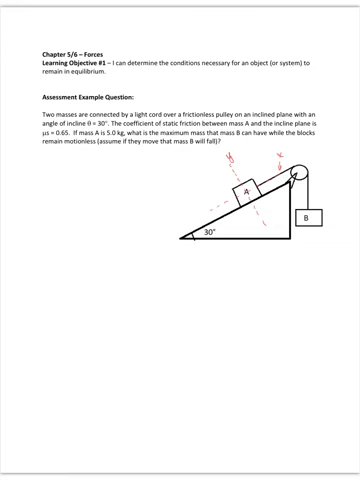 Chapter 5/6 – Forces
Learning Objective #1 – I can determine the conditions necessary for an object (or system) to
remain in equilibrium.
Assessment Example Question:
Two masses are connected by a light cord over a frictionless pulley on an inclined plane with an
angle of incline θ = 30°. The coefficient of static friction between mass A and the incline plane is
μs = 0.65.  If mass A is 5.0 kg, what is the maximum mass that mass B can have while the blocks
remain motionless (assume if they move that mass B will fall)?
y
x
A
B
30°